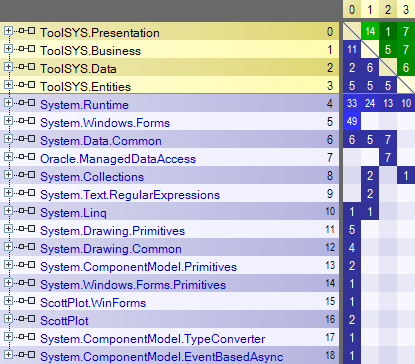 0 1 2 3
ToolSYS.Presentation 0 14 1 7
ToolSYS.Business 1 11 5 7
ToolSYS.Data 2 2 6 6
ToolSYS.Entities 3 5 5 5
System.Runtime 4 33 24 13 10
System.Windows.Forms 5 49
System.Data.Common 6 6 5 7
Oracle.ManagedDataAccess 7 7
System.Collections 8 2 1
System.Text.RegularExpressions 9 2
System.Linq 10 1 1
System.Drawing.Primitives 11 5
System.Drawing.Common 12 4
System.ComponentModel.Primitives 13 2
System.Windows.Forms.Primitives 14 1
ScottPlot.WinForms 15 1
ScottPlot 16 2
System.ComponentModel.TypeConverter 17 1
System.ComponentModel.EventBasedAsync 18 1